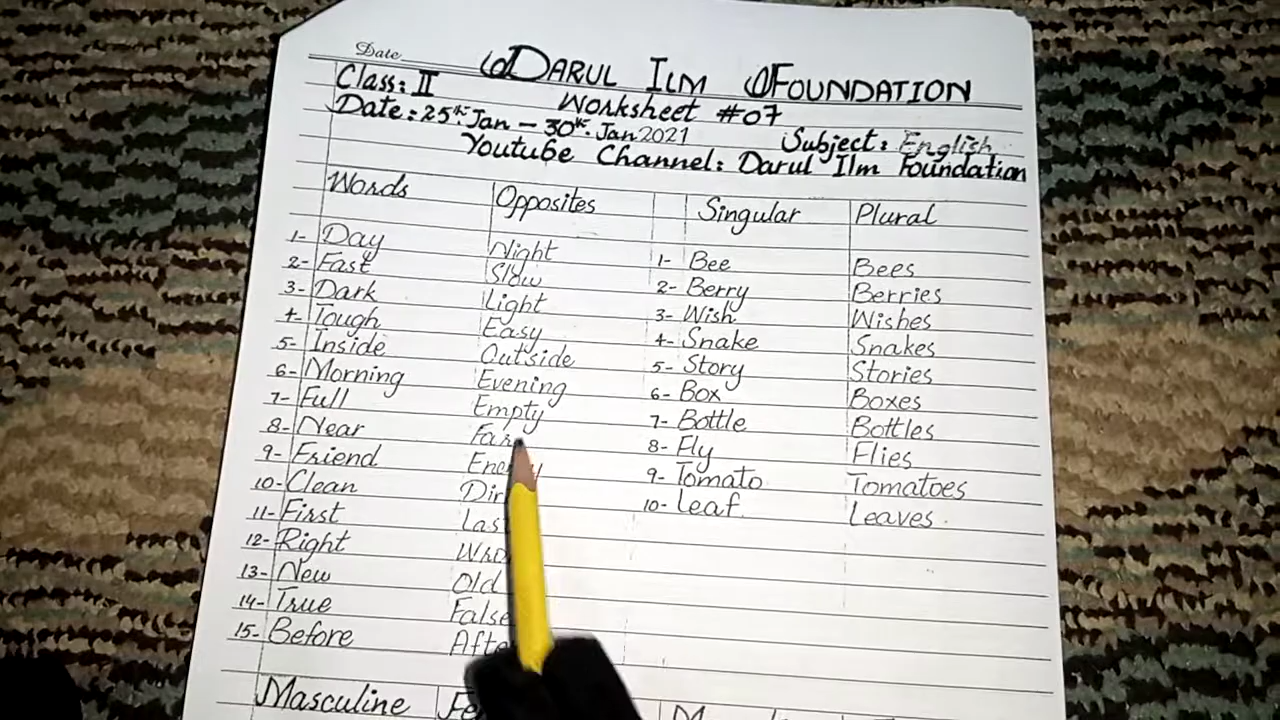 Date
DARUL ILM FOUNDATION
Class: II
Worksheet #07
Date: 25th Jan – 30th Jan 2021
Subject: English
Youtube Channel: Darul Ilm Foundation
Words Opposites Singular Plural
1- Day Night 1- Bee Bees
2- Fast Slow 2- Berry Berries
3- Dark Light 3- Wish Wishes
4- Tough Easy 4- Snake Snakes
5- Inside Outside 5- Story Stories
6- Morning Evening 6- Box Boxes
7- Full Empty 7- Bottle Bottles
8- Near 8- Fly Flies
9- Friend 9- Tomato Tomatoes
10- Clean 10- Leaf Leaves
11- First
12- Right
13- New Old
14- True False
15- Before
Masculine